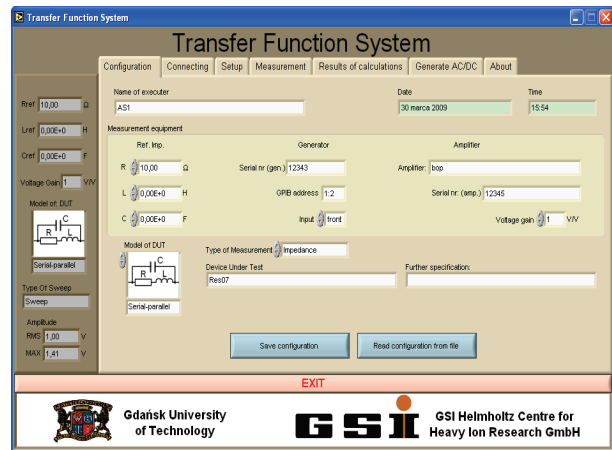 Transfer Function System
Transfer Function System
Configuration Connecting Setup Measurement Results of calculations Generate AC/DC About
Name of executer
AS1
Date
30 marca 2009
Time
15:54
Rref 10,00 Ω
Lref 0,00E+0 H
Cref 0,00E+0 F
Voltage Gain 1 V/V
Model of: DUT
C
R L
Serial-parallel
Type Of Sweep
Sweep
Amplitude
RMS 1,00 V
MAX 1,41 V
Measurement equipment
Ref. Imp.
R 10,00 Ω
L 0,00E+0 H
C 0,00E+0 F
Generator
Serial nr (gen.) 12343
GPIB address 1:2
Input front
Amplifier
Amplifier: bop
Serial nr: (amp.) 12345
Voltage gain 1 V/V
Model of DUT
C
R L
Serial-parallel
Type of Measurement Impedance
Device Under Test
Res07
Further specification:
Save configuration
Read configuration from file
EXIT
Gdańsk University
of Technology
GSI
GSI Helmholtz Centre for
Heavy Ion Research GmbH